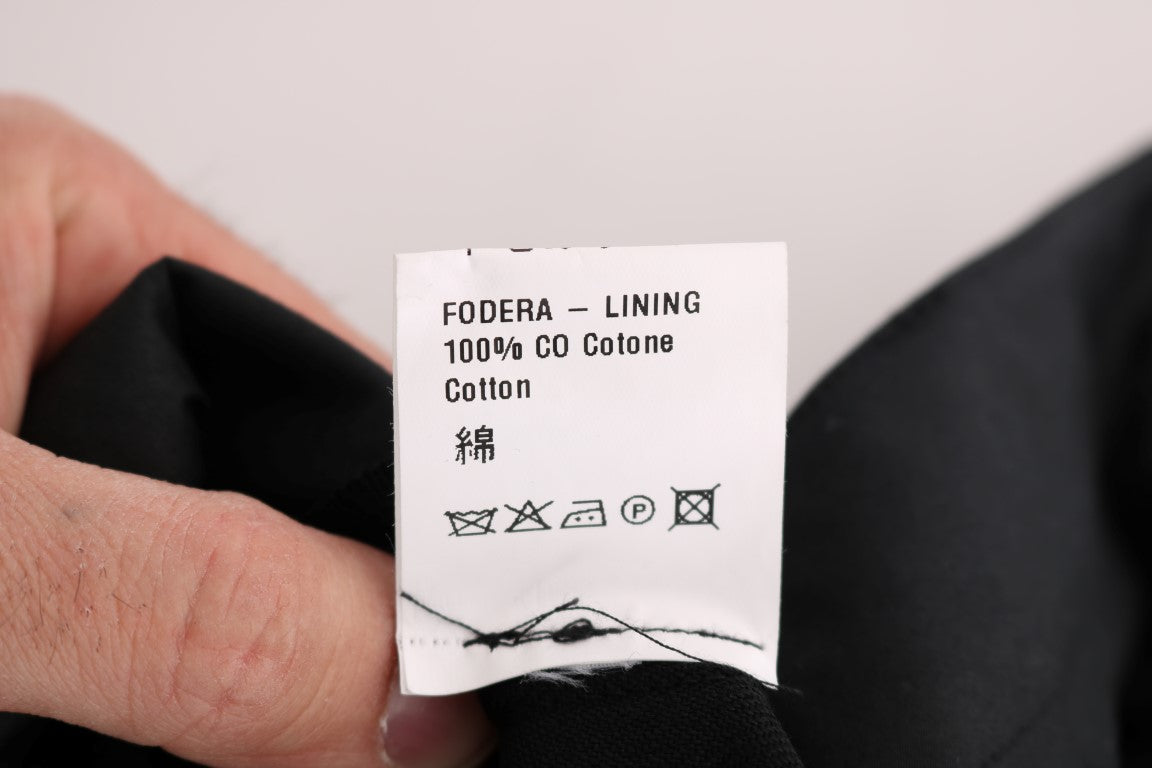 FODERA – LINING
100% CO Cotone
Cotton
綿
P